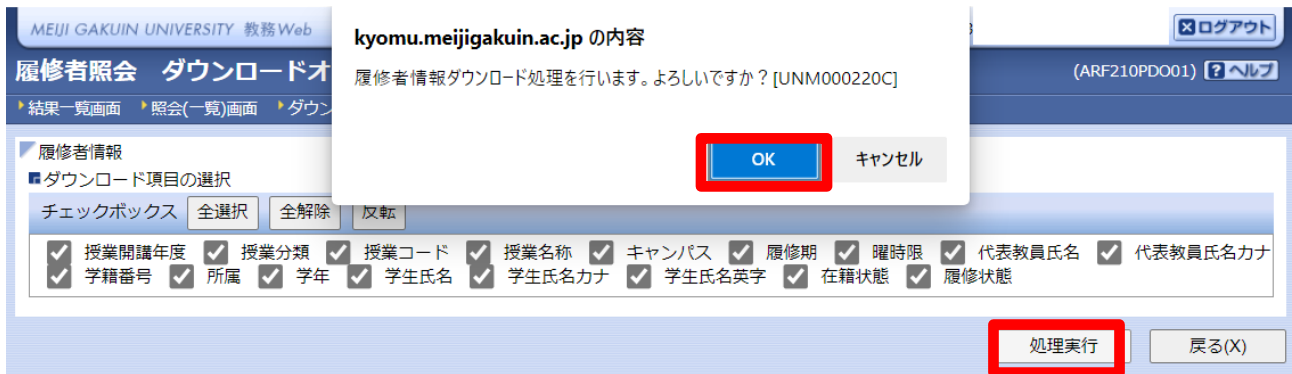 MEIJI GAKUIN UNIVERSITY 教務Web
ログアウト
kyomu.meijigakuin.ac.jp の内容
履修者情報ダウンロード処理を行います。よろしいですか？[UNM000220C]
OK キャンセル
履修者照会 ダウンロードオ
(ARF210PDO01) ? ヘルプ
結果一覧画面 照会(一覧)画面 ダウン
履修者情報
ダウンロード項目の選択
チェックボックス 全選択 全解除 反転
授業開講年度 授業分類 授業コード 授業名称 キャンパス 履修期 曜時限 代表教員氏名 代表教員氏名カナ
学籍番号 所属 学年 学生氏名 学生氏名カナ 学生氏名英字 在籍状態 履修状態
処理実行 戻る(X)